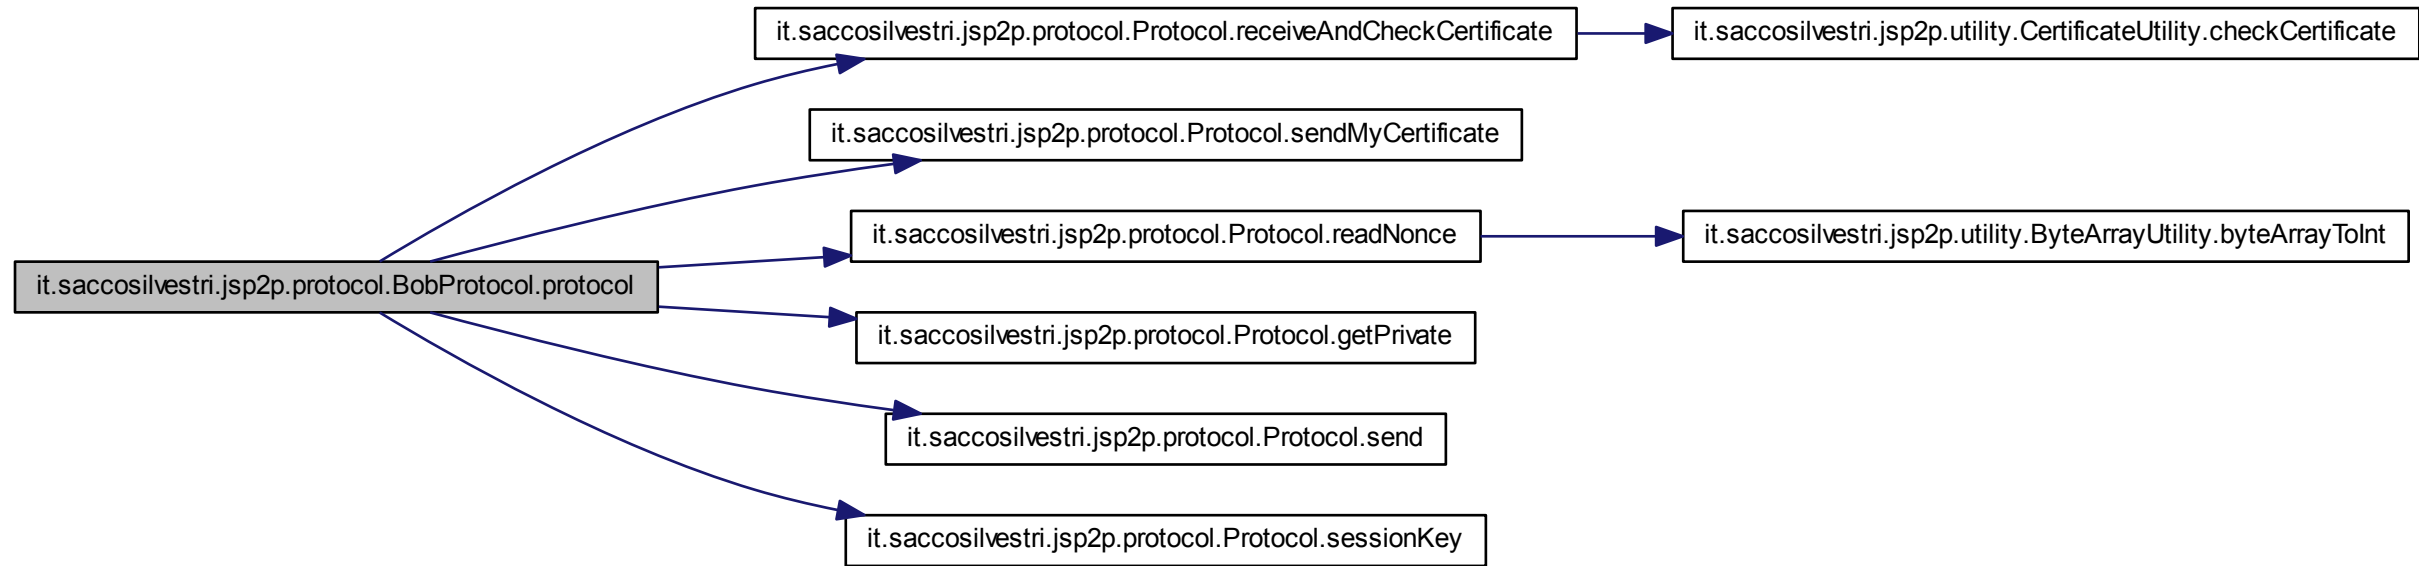 it.saccosilvestri.jsp2p.protocol.Protocol.receiveAndCheckCertificate
it.saccosilvestri.jsp2p.utility.CertificateUtility.checkCertificate
it.saccosilvestri.jsp2p.protocol.Protocol.sendMyCertificate
it.saccosilvestri.jsp2p.protocol.Protocol.readNonce
it.saccosilvestri.jsp2p.utility.ByteArrayUtility.byteArrayToInt
it.saccosilvestri.jsp2p.protocol.BobProtocol.protocol
it.saccosilvestri.jsp2p.protocol.Protocol.getPrivate
it.saccosilvestri.jsp2p.protocol.Protocol.send
it.saccosilvestri.jsp2p.protocol.Protocol.sessionKey